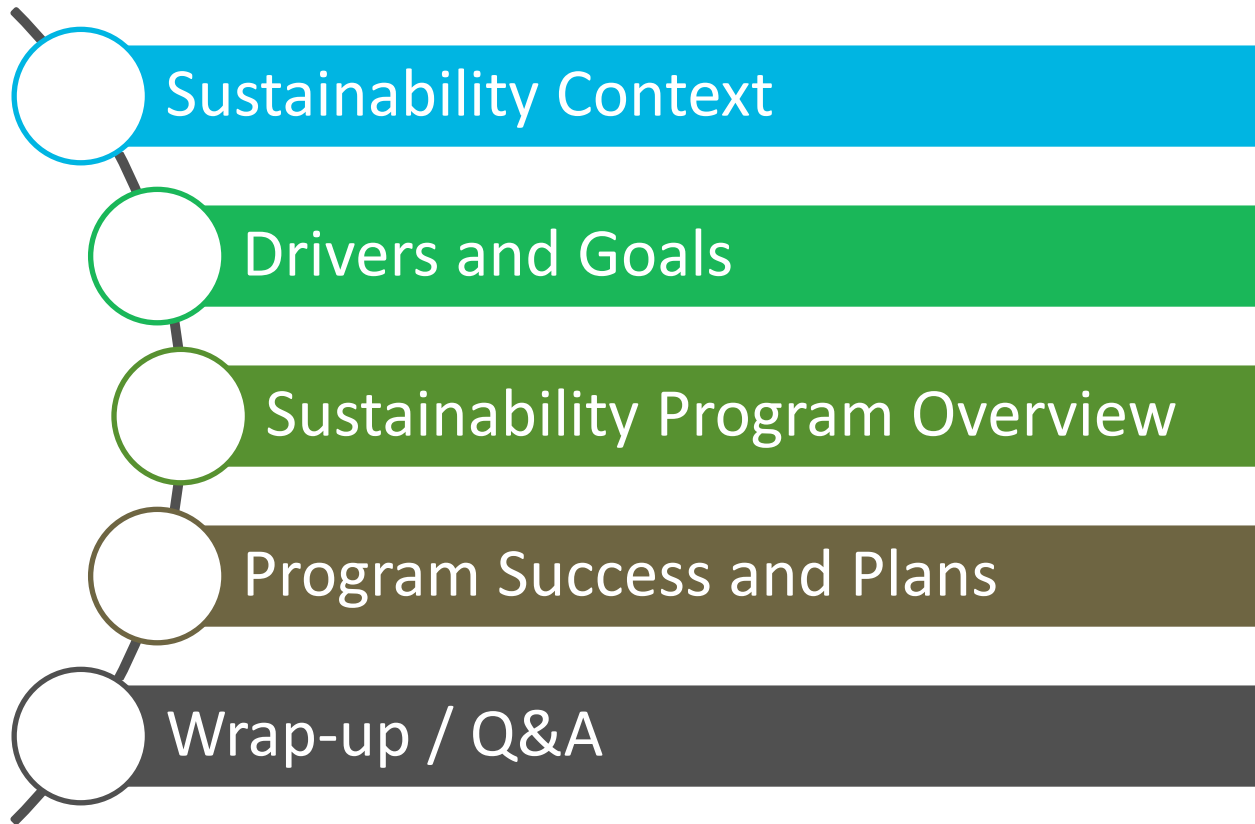 Sustainability Context
Drivers and Goals
Sustainability Program Overview
Program Success and Plans
Wrap-up / Q&A